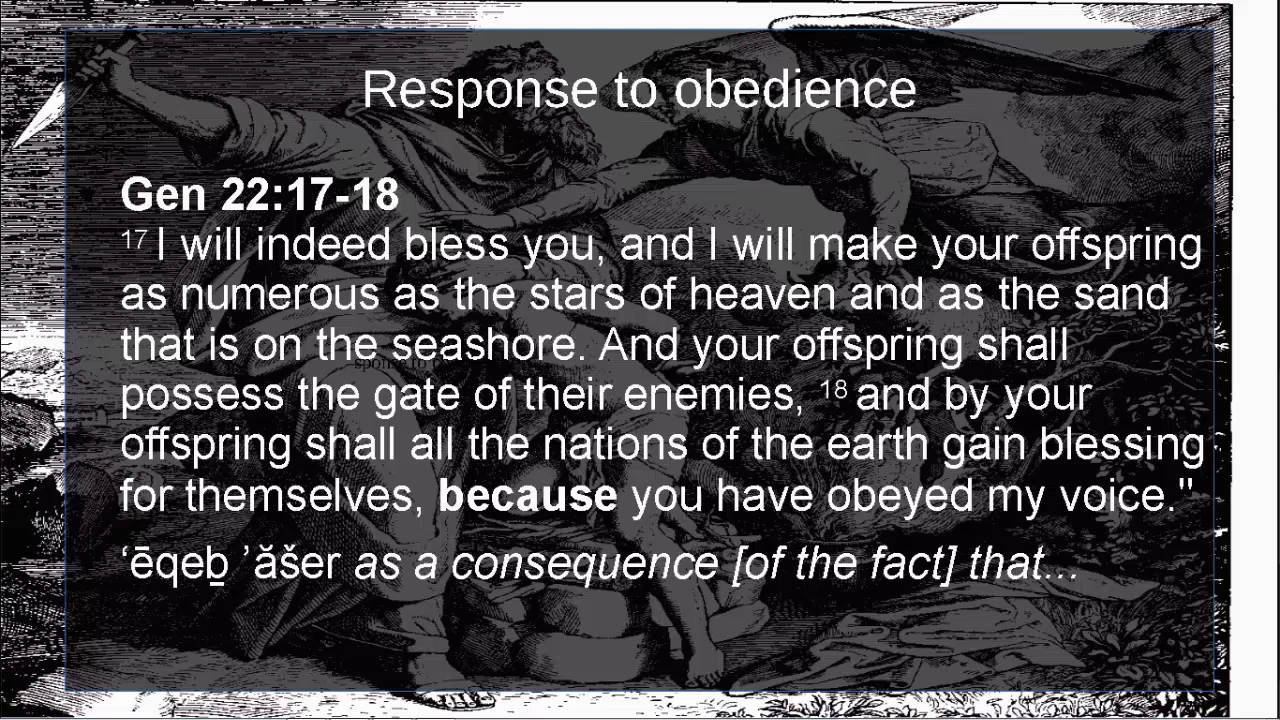 Response to obedience
Gen 22:17-18
17 I will indeed bless you, and I will make your offspring
as numerous as the stars of heaven and as the sand
that is on the seashore. And your offspring shall
possess the gate of their enemies, 18 and by your
offspring shall all the nations of the earth gain blessing
for themselves, because you have obeyed my voice."
‘ēqeḇ ’ăšer as a consequence [of the fact] that...